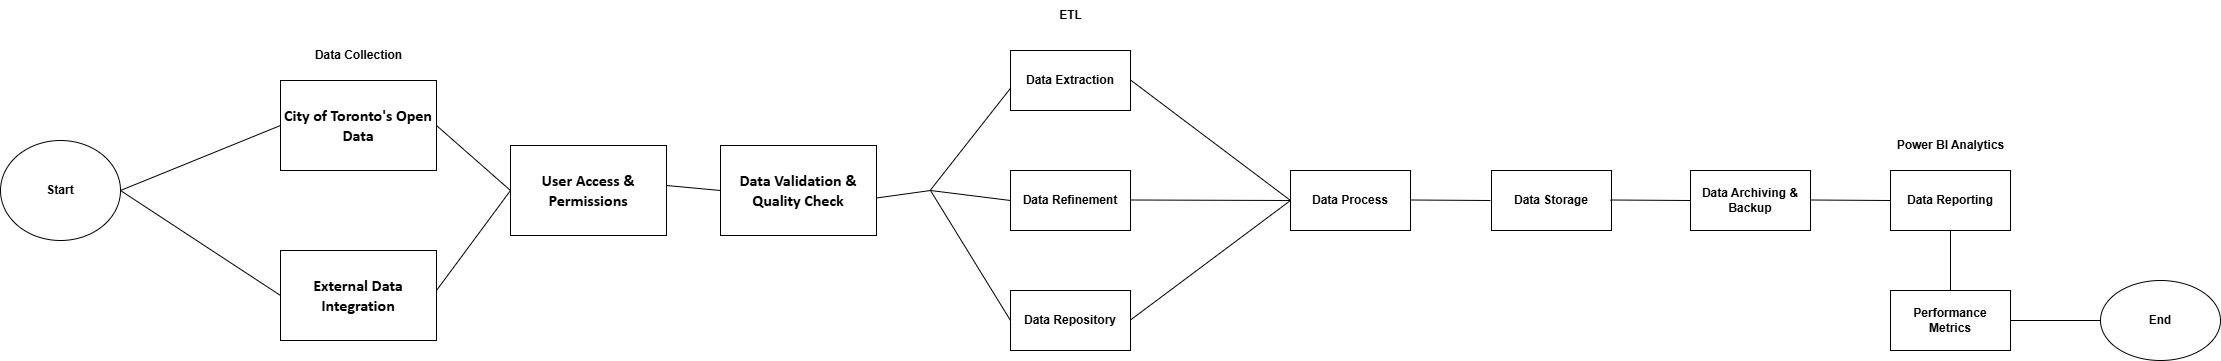 Start
Data Collection
City of Toronto's Open
Data
External Data
Integration
User Access &
Permissions
Data Validation &
Quality Check
ETL
Data Extraction
Data Refinement
Data Repository
Data Process
Data Storage
Data Archiving &
Backup
Power BI Analytics
Data Reporting
Performance
Metrics
End